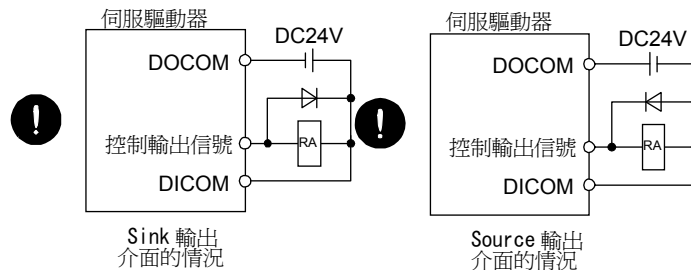 伺服驅動器
DC24V
DOCOM
控制輸出信號
RA
DICOM
Sink 輸出
介面的情況
伺服驅動器
DC24V
DOCOM
控制輸出信號
RA
DICOM
Source 輸出
介面的情況